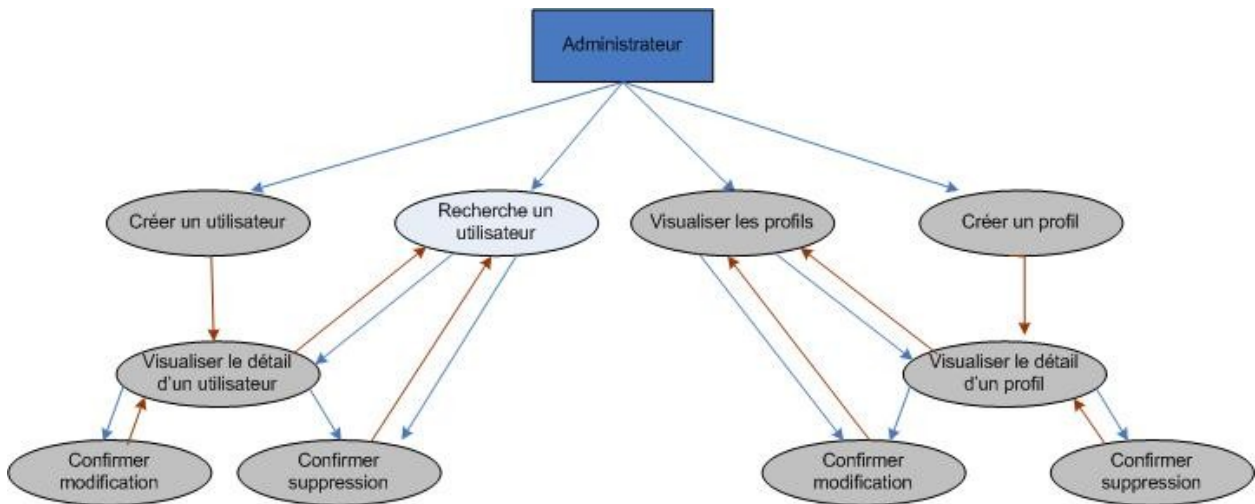 Administrateur
Créer un utilisateur
Recherche un
utilisateur
Visualiser les profils
Créer un profil
Visualiser le détail
d'un utilisateur
Visualiser le détail
d'un profil
Confirmer
modification
Confirmer
suppression
Confirmer
modification
Confirmer
suppression